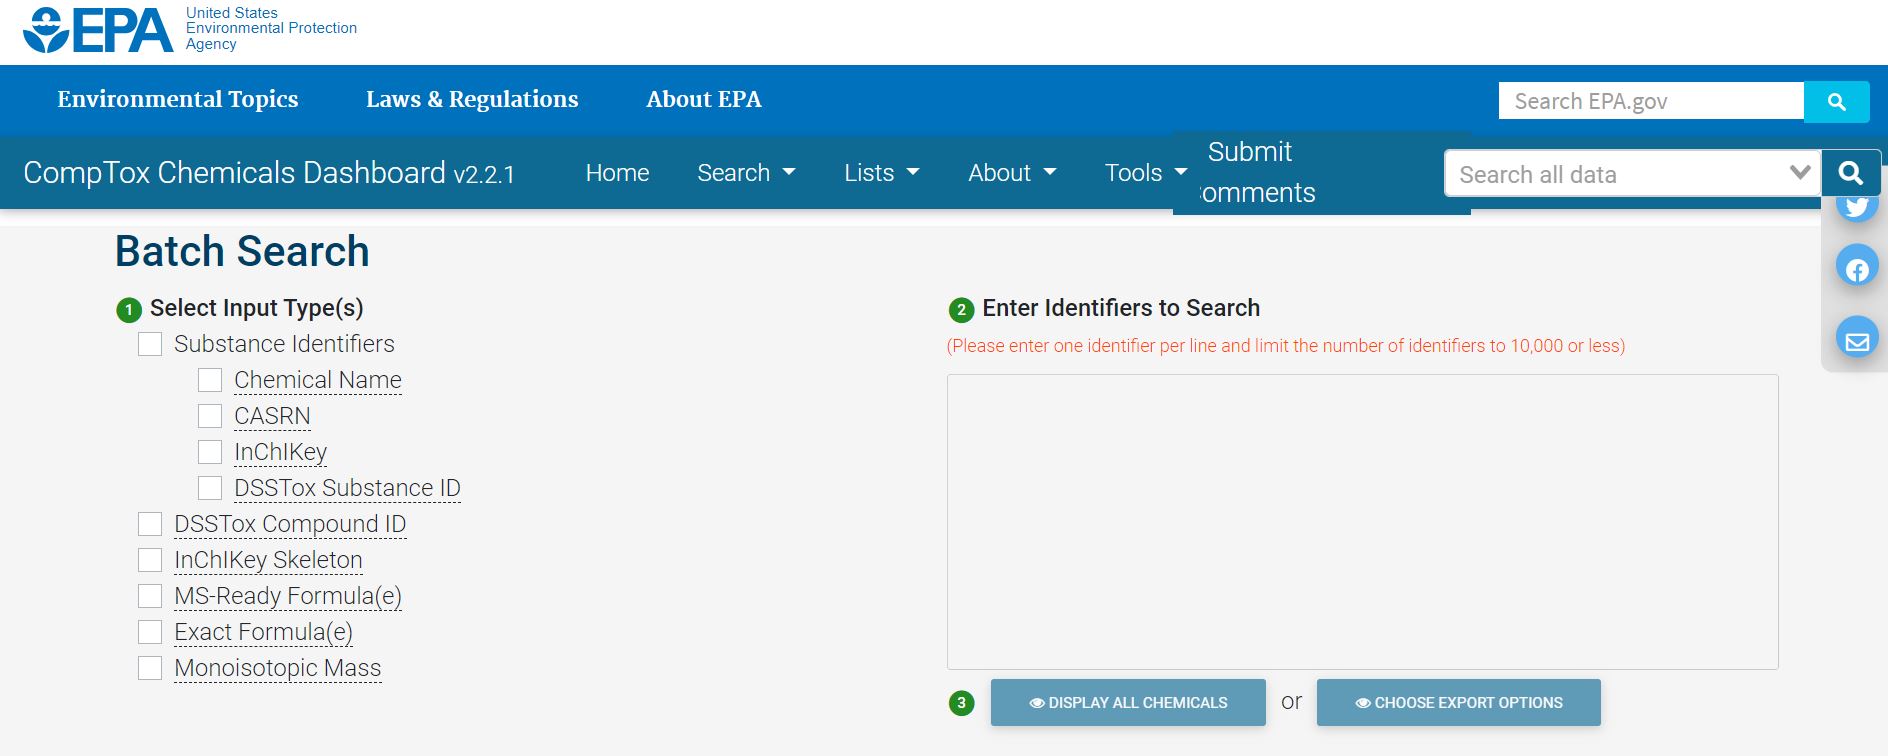 EPA
United States
Environmental Protection
Agency
Environmental Topics
Laws & Regulations
About EPA
Search EPA.gov
CompTox Chemicals Dashboard v2.2.1
Home
Search
Lists
About
Tools
Submit
omments
Search all data
Batch Search
1 Select Input Type(s)
Substance Identifiers
Chemical Name
CASRN
InChIKey
DSSTox Substance ID
DSSTox Compound ID
InChIKey Skeleton
MS-Ready Formula(e)
Exact Formula(e)
Monoisotopic Mass
2 Enter Identifiers to Search
(Please enter one identifier per line and limit the number of identifiers to 10,000 or less)
3 DISPLAY ALL CHEMICALS or CHOOSE EXPORT OPTIONS